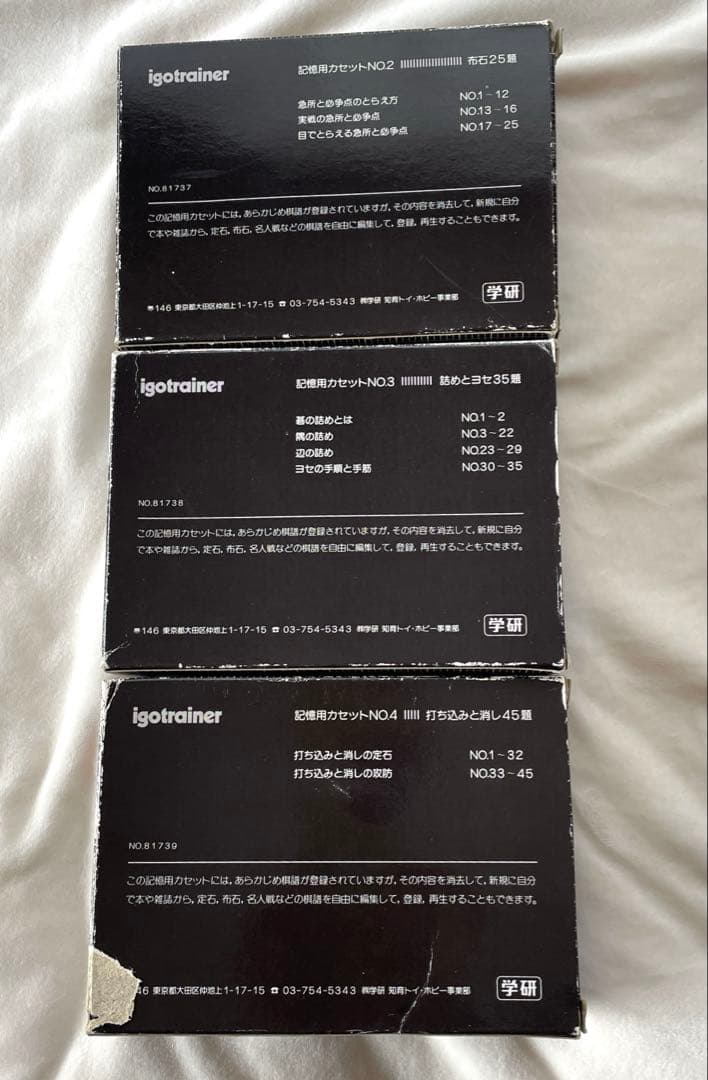 igotrainer
記憶用カセットNO.2 布石25題
急所と必争点のとらえ方 NO.1～12
実戦の急所と必争点 NO.13～16
目でとらえる急所と必争点 NO.17～25
NO.81737
この記憶用カセットには，あらかじめ棋譜が登録されていますが，その内容を消去して，新規に自分
で本や雑誌から，定石，布石，名人戦などの棋譜を自由に編集して，登録，再生することもできます。
〒146 東京都大田区仲池上1-17-15 ☎ 03-754-5343 ㈱学研 知育トイ・ホビー事業部
学研
igotrainer
記憶用カセットNO.3 詰めとヨセ35題
碁の詰めとは NO.1～2
隅の詰め NO.3～22
辺の詰め NO.23～29
ヨセの手順と手筋 NO.30～35
NO.81738
この記憶用カセットには，あらかじめ棋譜が登録されていますが，その内容を消去して，新規に自分
で本や雑誌から，定石，布石，名人戦などの棋譜を自由に編集して，登録，再生することもできます。
〒146 東京都大田区仲池上1-17-15 ☎ 03-754-5343 ㈱学研 知育トイ・ホビー事業部
学研
igotrainer
記憶用カセットNO.4 打ち込みと消し45題
打ち込みと消しの定石 NO.1～32
打ち込みと消しの攻防 NO.33～45
NO.81739
この記憶用カセットには，あらかじめ棋譜が登録されていますが，その内容を消去して，新規に自分
で本や雑誌から，定石，布石，名人戦などの棋譜を自由に編集して，登録，再生することもできます。
46 東京都大田区仲池上1-17-15 ☎ 03-754-5343 ㈱学研 知育トイ・ホビー事業部
学研